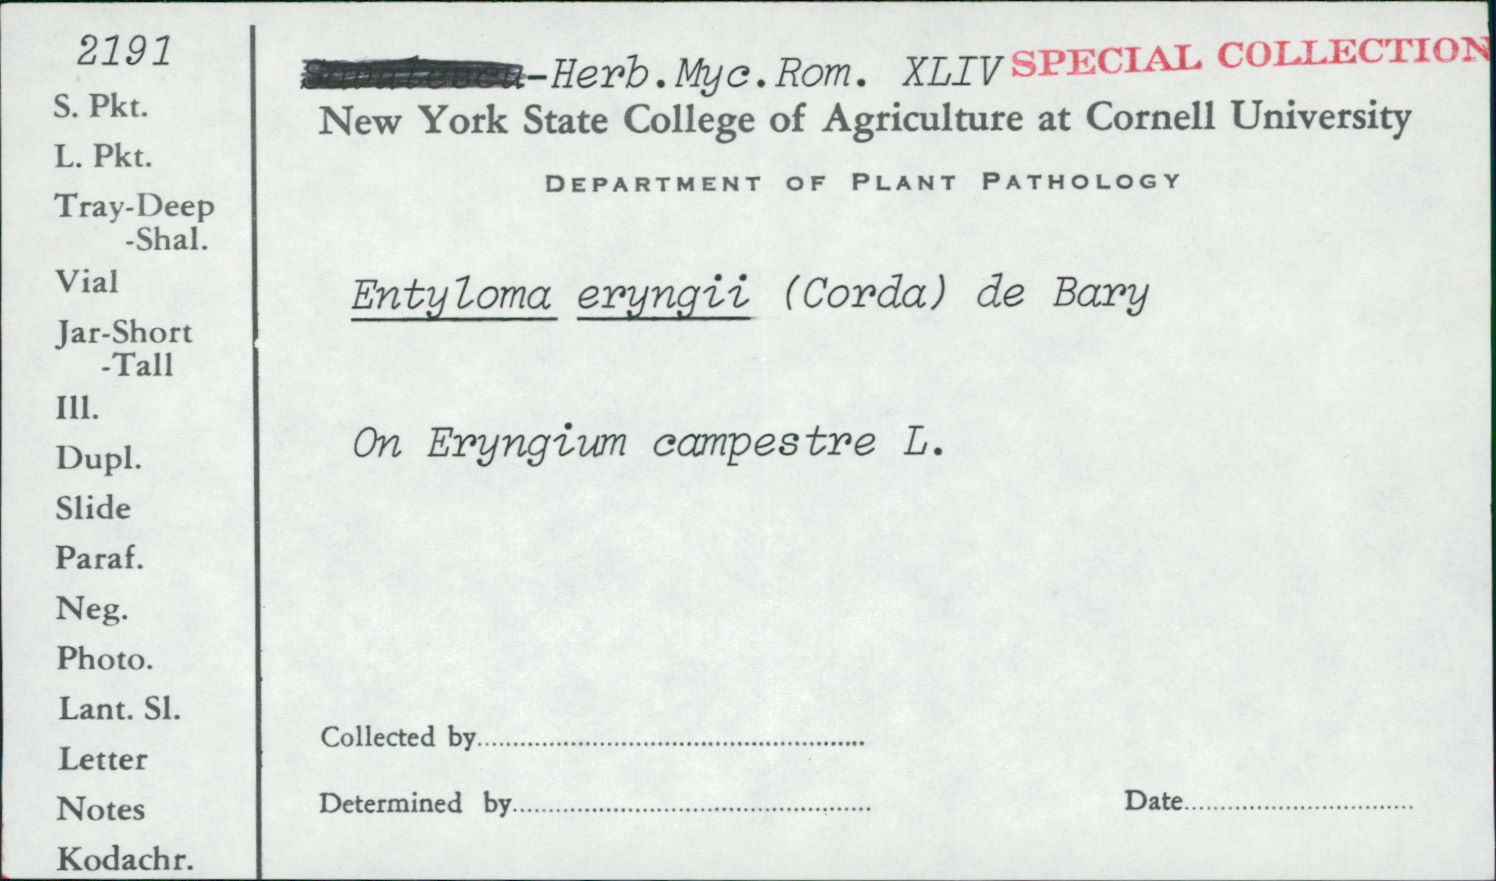 2191
S. Pkt.
L. Pkt.
Tray-Deep
-Shal.
Vial
Jar-Short
-Tall
Ill.
Dupl.
Slide
Paraf.
Neg.
Photo.
Lant. Sl.
Letter
Notes
Kodachr.
-Herb.Myc.Rom. XLIV SPECIAL COLLECTION
New York State College of Agriculture at Cornell University
DEPARTMENT OF PLANT PATHOLOGY
Entyloma eryngii (Corda) de Bary
On Eryngium campestre L.
Collected by
Determined by
Date